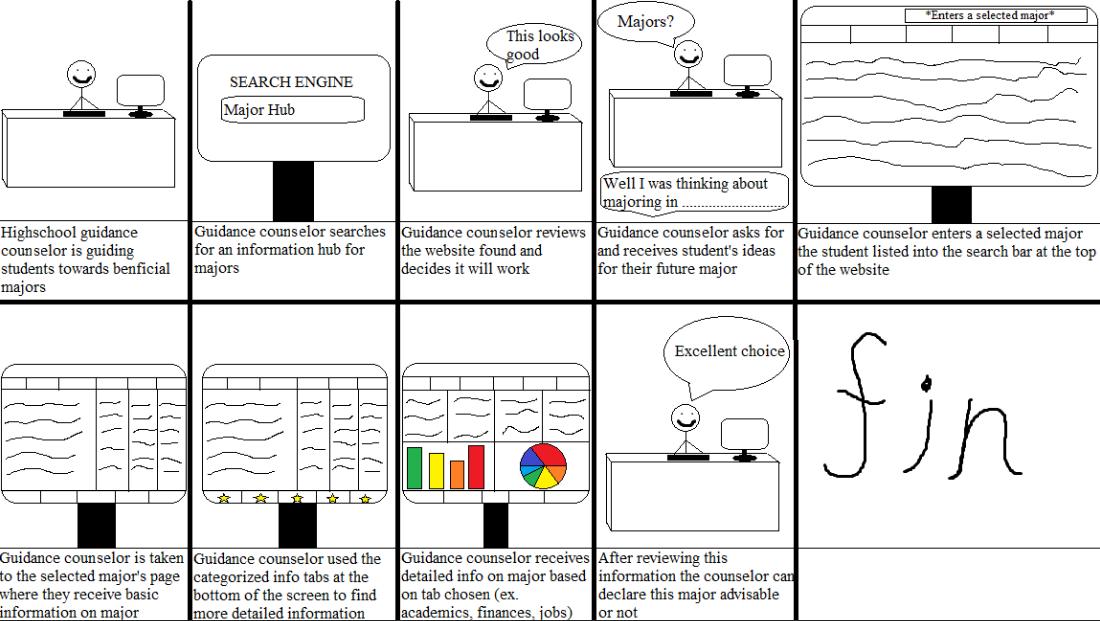 This looks
good
Majors?
*Enters a selected major*
SEARCH ENGINE
Major Hub
Well I was thinking about
majoring in ..........................
Highschool guidance
counselor is guiding
students towards benficial
majors
Guidance counselor searches
for an information hub for
majors
Guidance counselor reviews
the website found and
decides it will work
Guidance counselor asks for
and receives student's ideas
for their future major
Guidance counselor enters a selected major
the student listed into the search bar at the top
of the website
Excellent choice
fin
Guidance counselor is taken
to the selected major's page
where they receive basic
information on major
Guidance counselor used the
categorized info tabs at the
bottom of the screen to find
more detailed information
Guidance counselor receives
detailed info on major based
on tab chosen (ex.
academics, finances, jobs)
After reviewing this
information the counselor can
declare this major advisable
or not